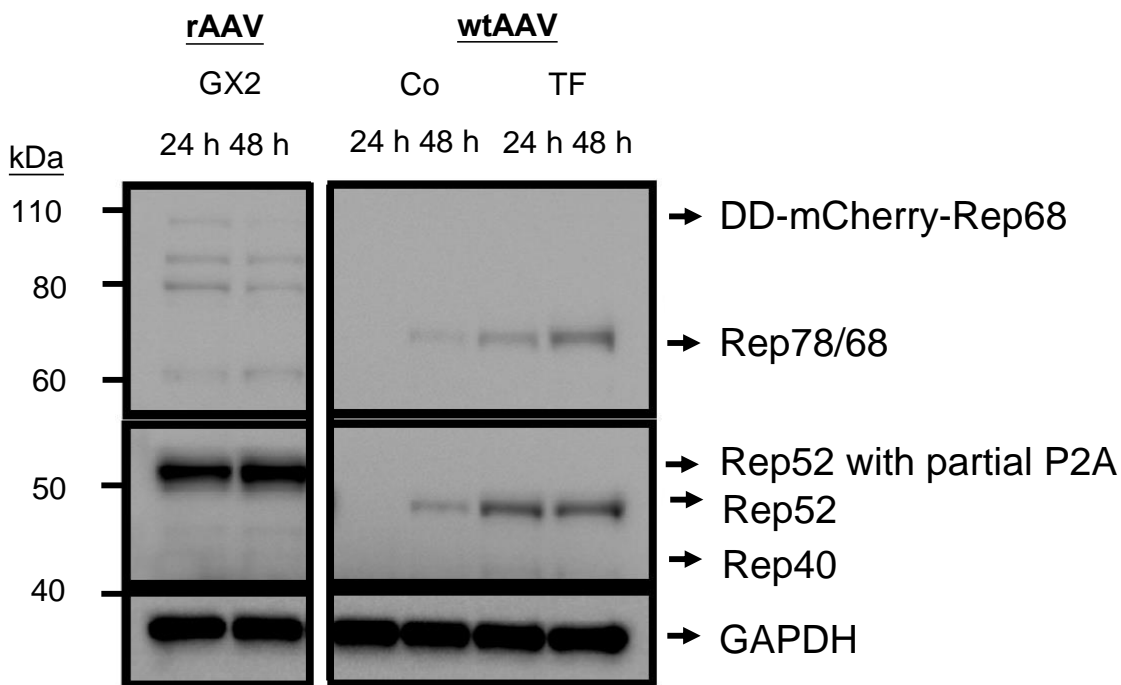 rAAV wtAAV
GX2 Co TF
24 h 48 h 24 h 48 h 24 h 48 h
kDa
110 DD-mCherry-Rep68
80
Rep78/68
60
Rep52 with partial P2A
50
Rep52
Rep40
40
GAPDH